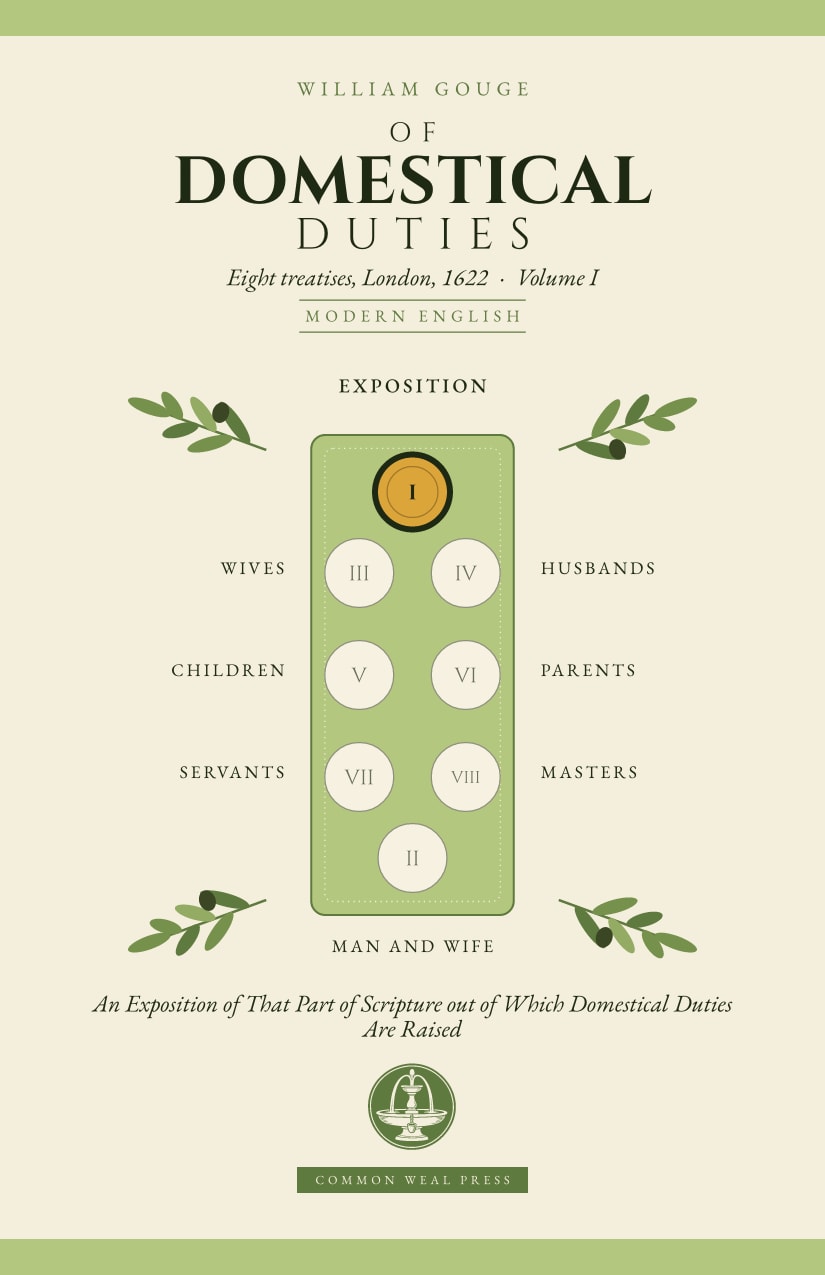 WILLIAM GOUGE
OF
DOMESTICAL
DUTIES
Eight treatises, London, 1622 · Volume I
MODERN ENGLISH
EXPOSITION
I
WIVES III IV HUSBANDS
CHILDREN V VI PARENTS
SERVANTS VII VIII MASTERS
II
MAN AND WIFE
An Exposition of That Part of Scripture out of Which Domestical Duties
Are Raised
COMMON WEAL PRESS